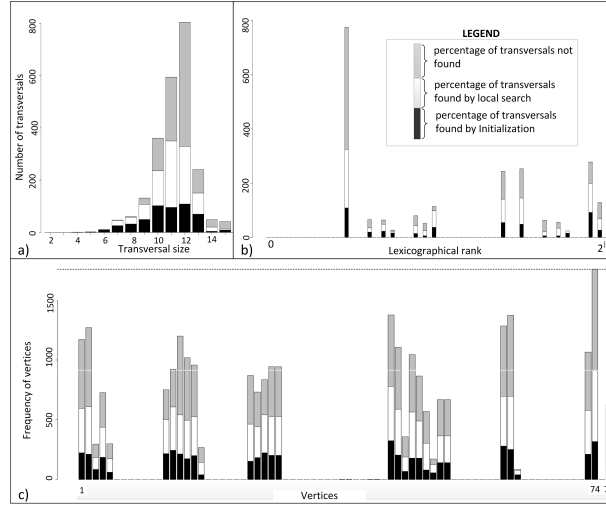 800
600
400
200
0
Number of transversals
2 4 6 8 10 12 14
a) Transversal size
800
600
400
200
0
LEGEND
percentage of transversals not
found
percentage of transversals
found by local search
percentage of transversals
found by Initialization
0
b) Lexicographical rank
1500
1000
500
0
Frequency of vertices
1 74
c) Vertices